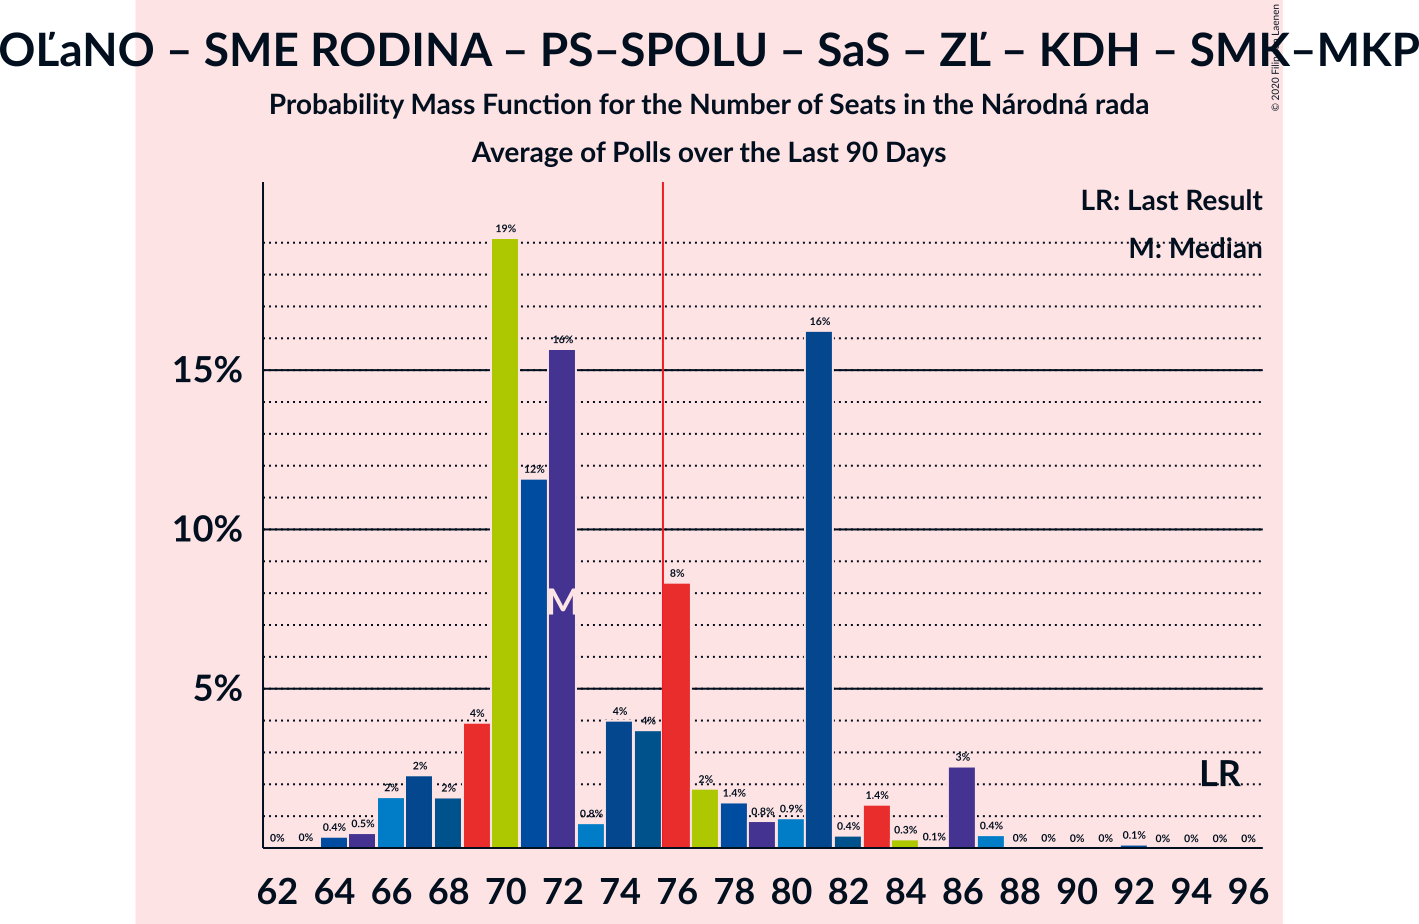 OĽaNO – SME RODINA – PS–SPOLU – SaS – ZĽ – KDH – SMK–MKP
Probability Mass Function for the Number of Seats in the Národná rada
Average of Polls over the Last 90 Days
© 2020 Filip Laenen
LR: Last Result
M: Median
15%
10%
5%
0% 0% 0.4% 0.5% 2% 2% 2% 4% 19% 12% 16% 0.8% 4% 4% 8% 2% 1.4% 0.8% 0.9% 16% 0.4% 1.4% 0.3% 0.1% 3% 0.4% 0% 0% 0% 0% 0.1% 0% 0% 0% 0%
M
LR
62 64 66 68 70 72 74 76 78 80 82 84 86 88 90 92 94 96